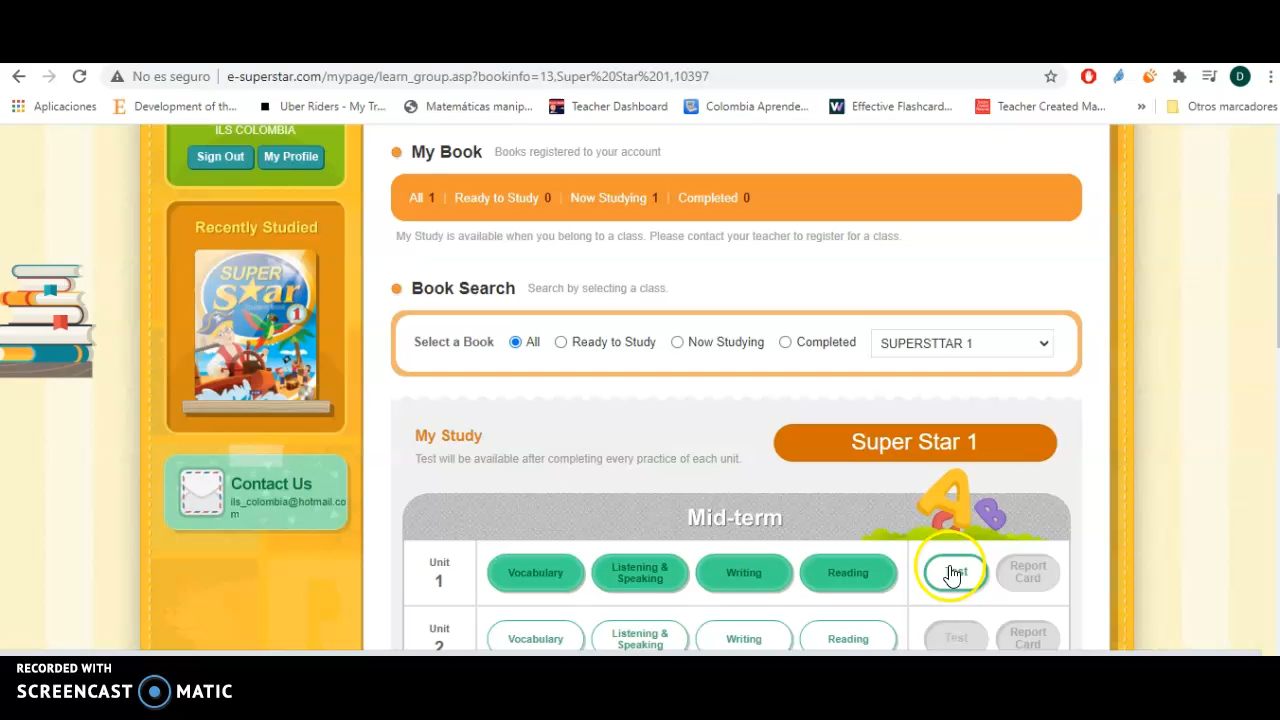 No es seguro
e-superstar.com/mypage/learn_group.asp?bookinfo=13,Super%20Star%201,10397
D
Aplicaciones
Development of th...
Uber Riders - My Tr...
Matemáticas manip...
Teacher Dashboard
Colombia Aprende...
Effective Flashcard...
Teacher Created Ma...
»
Otros marcadores
ILS COLOMBIA
Sign Out
My Profile
Recently Studied
SUPER
Star
1
Contact Us
ils_colombia@hotmail.co
m
My Book
Books registered to your account
All 1 | Ready to Study 0 | Now Studying 1 | Completed 0
My Study is available when you belong to a class. Please contact your teacher to register for a class.
Book Search
Search by selecting a class.
Select a Book
All
Ready to Study
Now Studying
Completed
SUPERSTTAR 1
My Study
Test will be available after completing every practice of each unit.
Super Star 1
A
C
B
Mid-term
Unit
1
Vocabulary
Listening &
Speaking
Writing
Reading
Report
Card
Unit
2
Vocabulary
Listening &
Speaking
Writing
Reading
Test
Report
Card
RECORDED WITH
SCREENCAST MATIC